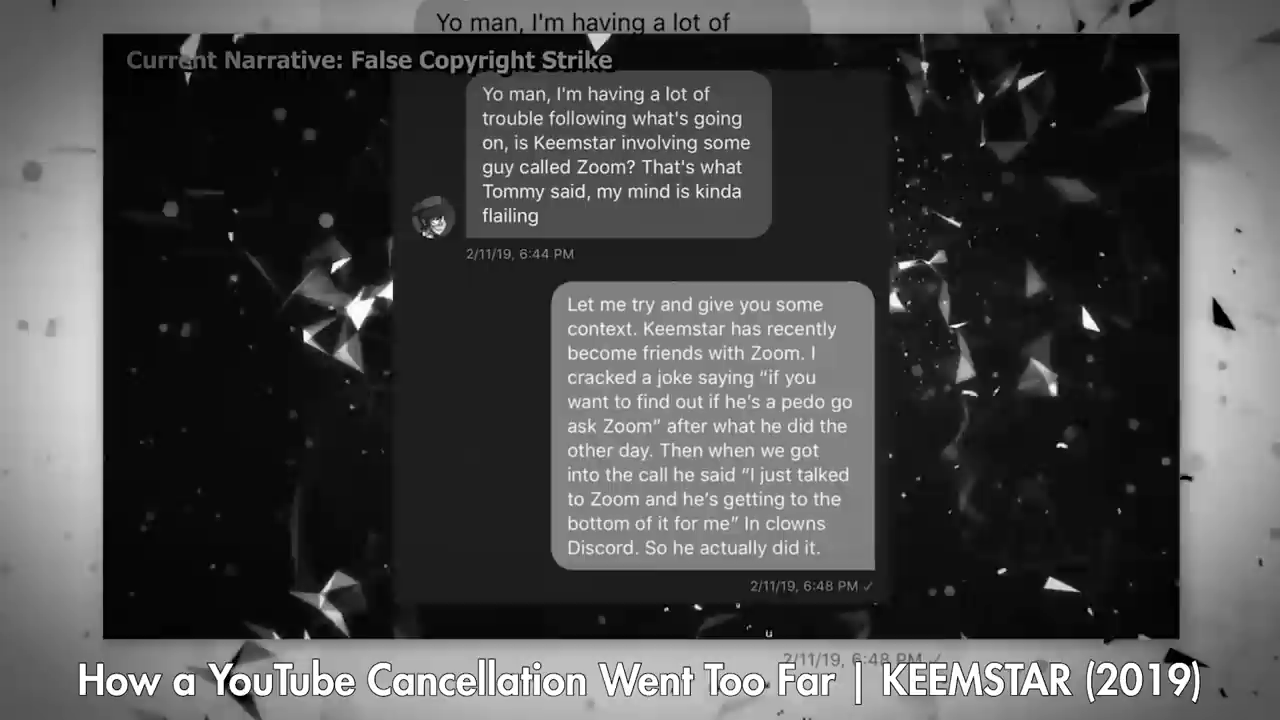 Yo man, I'm having a lot of
Current Narrative: False Copyright Strike
Yo man, I'm having a lot of
trouble following what's going
on, is Keemstar involving some
guy called Zoom? That's what
Tommy said, my mind is kinda
flailing
2/11/19, 6:44 PM
Let me try and give you some
context. Keemstar has recently
become friends with Zoom. I
cracked a joke saying “if you
want to find out if he's a pedo go
ask Zoom” after what he did the
other day. Then when we got
into the call he said “I just talked
to Zoom and he's getting to the
bottom of it for me” In clowns
Discord. So he actually did it.
2/11/19, 6:48 PM ✓
u
2/11/19, 6:48 PM ✓
How a YouTube Cancellation Went Too Far | KEEMSTAR (2019)